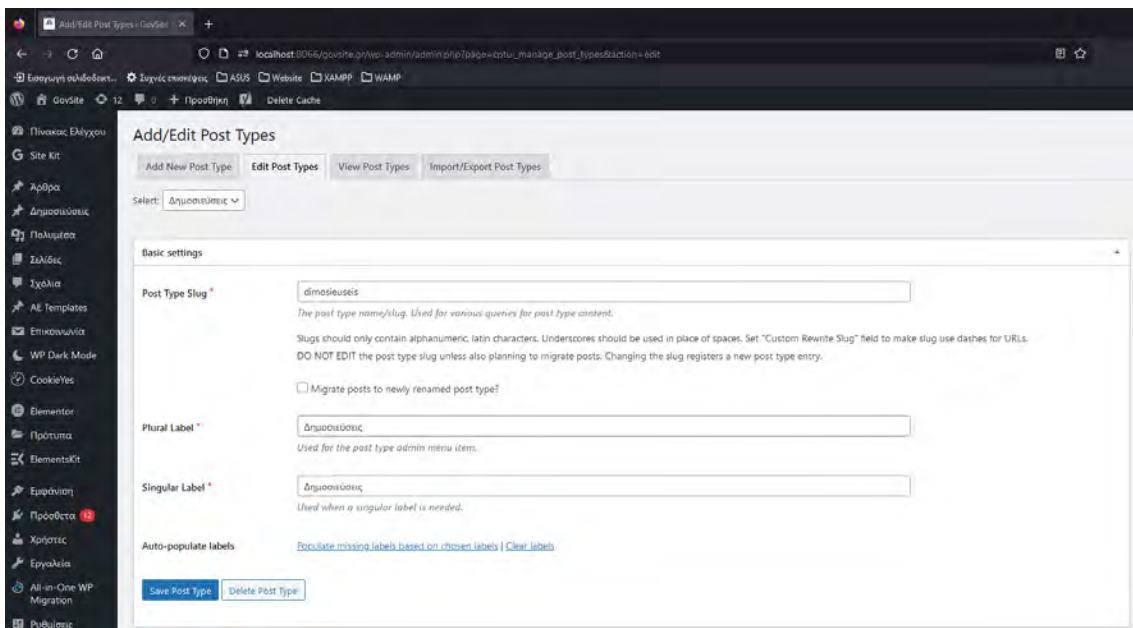 Add/Edit Post Types ‹ GovSite
localhost:8066/govsite.gr/wp-admin/admin.php?page=cptui_manage_post_types&action=edit
Εισαγωγή σελιδοδεικτ... Συχνές επισκέψεις ASUS Website XAMPP WAMP
GovSite 12 0 Προσθήκη Delete Cache
Πίνακας Ελέγχου
Site Kit
Άρθρα
Δημοσιεύσεις
Πολυμέσα
Σελίδες
Σχόλια
AE Templates
Επικοινωνία
WP Dark Mode
CookieYes
Elementor
Πρότυπα
ElementsKit
Εμφάνιση
Πρόσθετα 12
Χρήστες
Εργαλεία
All-in-One WP
Migration
Ρυθμίσεις
Add/Edit Post Types
Add New Post Type Edit Post Types View Post Types Import/Export Post Types
Select: Δημοσιεύσεις
Basic settings
Post Type Slug * dimosieuseis
The post type name/slug. Used for various queries for post type content.
Slugs should only contain alphanumeric, latin characters. Underscores should be used in place of spaces. Set "Custom Rewrite Slug" field to make slug use dashes for URLs.
DO NOT EDIT the post type slug unless also planning to migrate posts. Changing the slug registers a new post type entry.
Migrate posts to newly renamed post type?
Plural Label * Δημοσιεύσεις
Used for the post type admin menu item.
Singular Label * Δημοσιεύσεις
Used when a singular label is needed.
Auto-populate labels Populate missing labels based on chosen labels | Clear labels
Save Post Type Delete Post Type